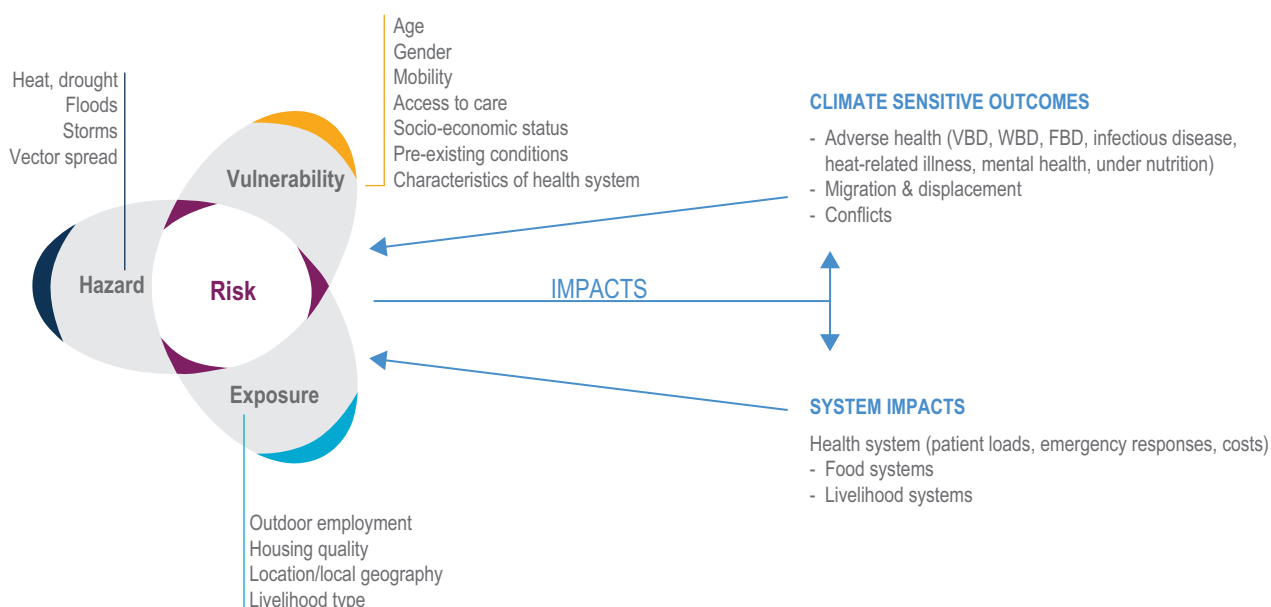 Heat, drought
Floods
Storms
Vector spread
Age
Gender
Mobility
Access to care
Socio-economic status
Pre-existing conditions
Characteristics of health system
Vulnerability
Hazard
Risk
Exposure
Outdoor employment
Housing quality
Location/local geography
Livelihood type
IMPACTS
CLIMATE SENSITIVE OUTCOMES
- Adverse health (VBD, WBD, FBD, infectious disease,
heat-related illness, mental health, under nutrition)
- Migration & displacement
- Conflicts
SYSTEM IMPACTS
Health system (patient loads, emergency responses, costs)
- Food systems
- Livelihood systems